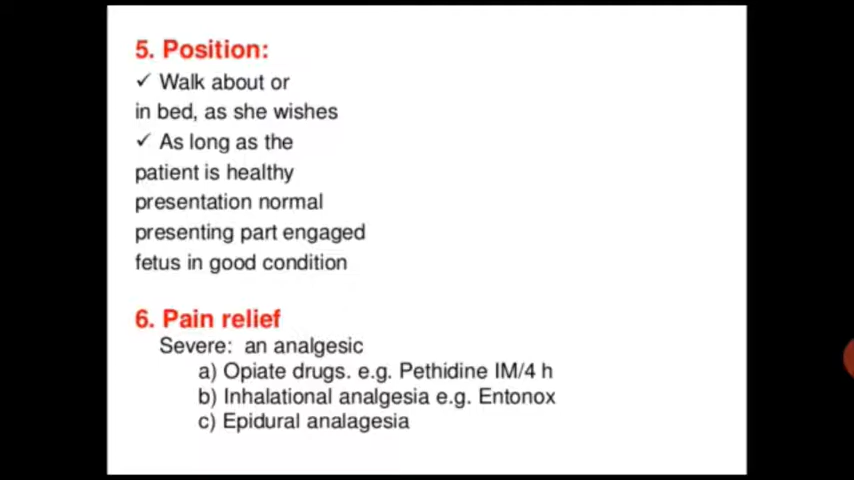 5. Position:
✓ Walk about or
in bed, as she wishes
✓ As long as the
patient is healthy
presentation normal
presenting part engaged
fetus in good condition
6. Pain relief
Severe: an analgesic
a) Opiate drugs. e.g. Pethidine IM/4 h
b) Inhalational analgesia e.g. Entonox
c) Epidural analagesia